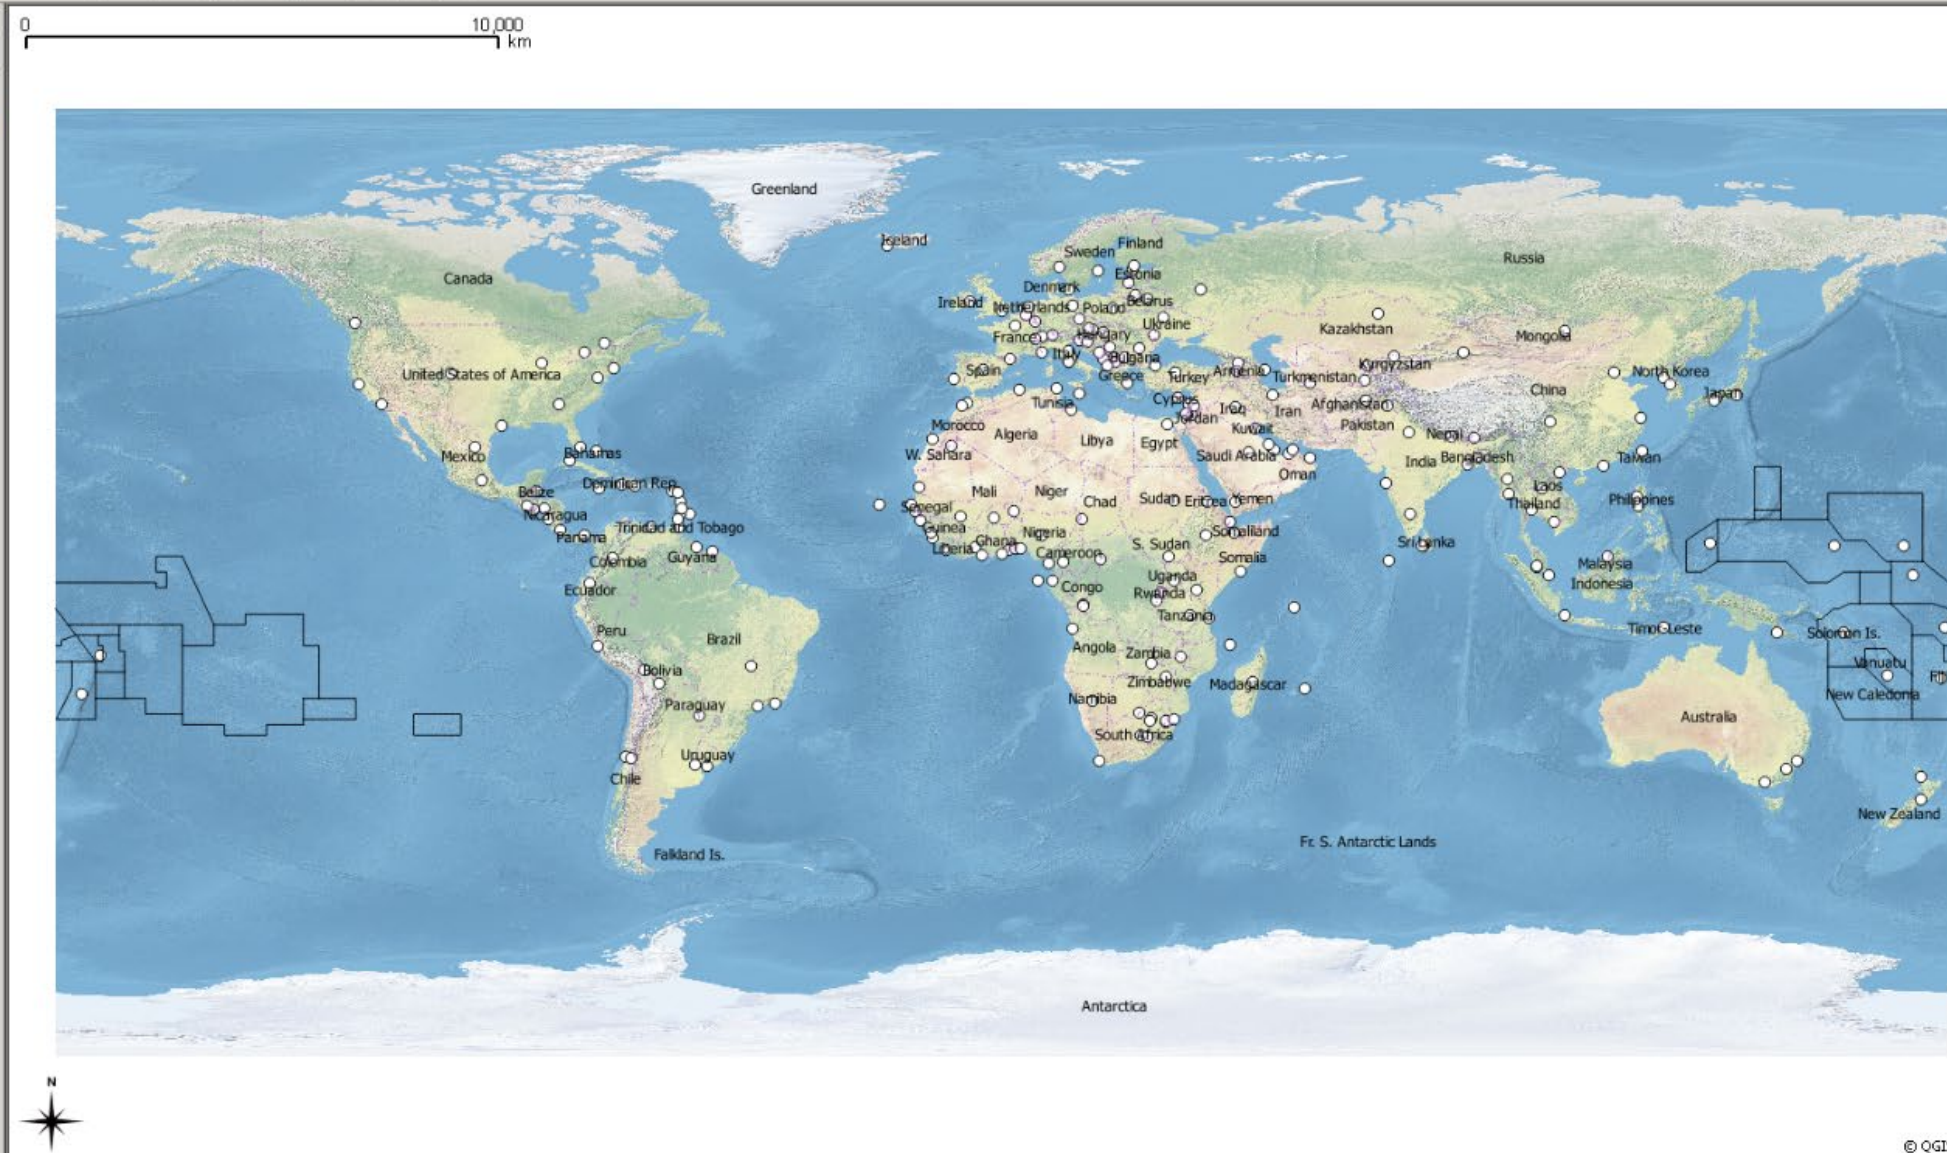 0 10,000
km
Greenland
Iceland
Finland
Sweden
Russia
Estonia
Canada
Denmark
Ireland
Netherlands
Poland
Belarus
Ukraine
Kazakhstan
Mongolia
France
Hungary
Italy
Bulgaria
Kyrgyzstan
Spain
Greece
Turkey
Armenia
Turkmenistan
North Korea
United States of America
China
Japan
Tunisia
Cyprus
Iraq
Iran
Afghanistan
Jordan
Morocco
Algeria
Libya
Egypt
Kuwait
Pakistan
Nepal
Mexico
Bahamas
W. Sahara
Saudi Arabia
India
Bangladesh
Taiwan
Oman
Dominican Rep.
Belize
Mali
Niger
Chad
Sudan
Eritrea
Yemen
Laos
Thailand
Philippines
Nicaragua
Senegal
Trinidad and Tobago
Guinea
Nigeria
Somaliland
Panama
Liberia
Ghana
Cameroon
S. Sudan
Somalia
Sri Lanka
Colombia
Guyana
Malaysia
Indonesia
Ecuador
Congo
Uganda
Rwanda
Tanzania
Peru
Brazil
Timor-Leste
Solomon Is.
Angola
Zambia
Bolivia
Vanuatu
Zimbabwe
Madagascar
Fiji
Namibia
New Caledonia
Paraguay
Australia
South Africa
Uruguay
Chile
New Zealand
Fr. S. Antarctic Lands
Falkland Is.
Antarctica
N
© QGI